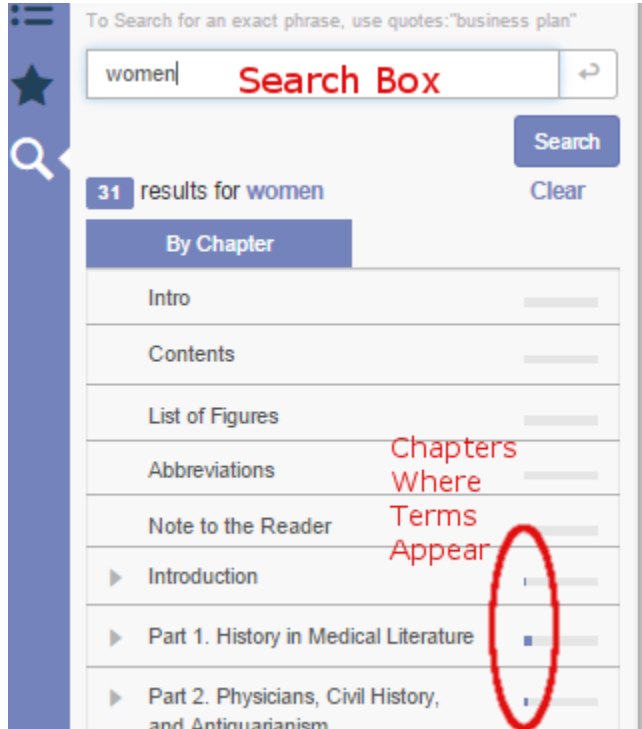 To Search for an exact phrase, use quotes:"business plan"
women Search Box
Search
31 results for women Clear
By Chapter
Intro
Contents
List of Figures
Abbreviations
Note to the Reader
Chapters
Where
Terms
Appear
Introduction
Part 1. History in Medical Literature
Part 2. Physicians, Civil History,
and Antiquarianism